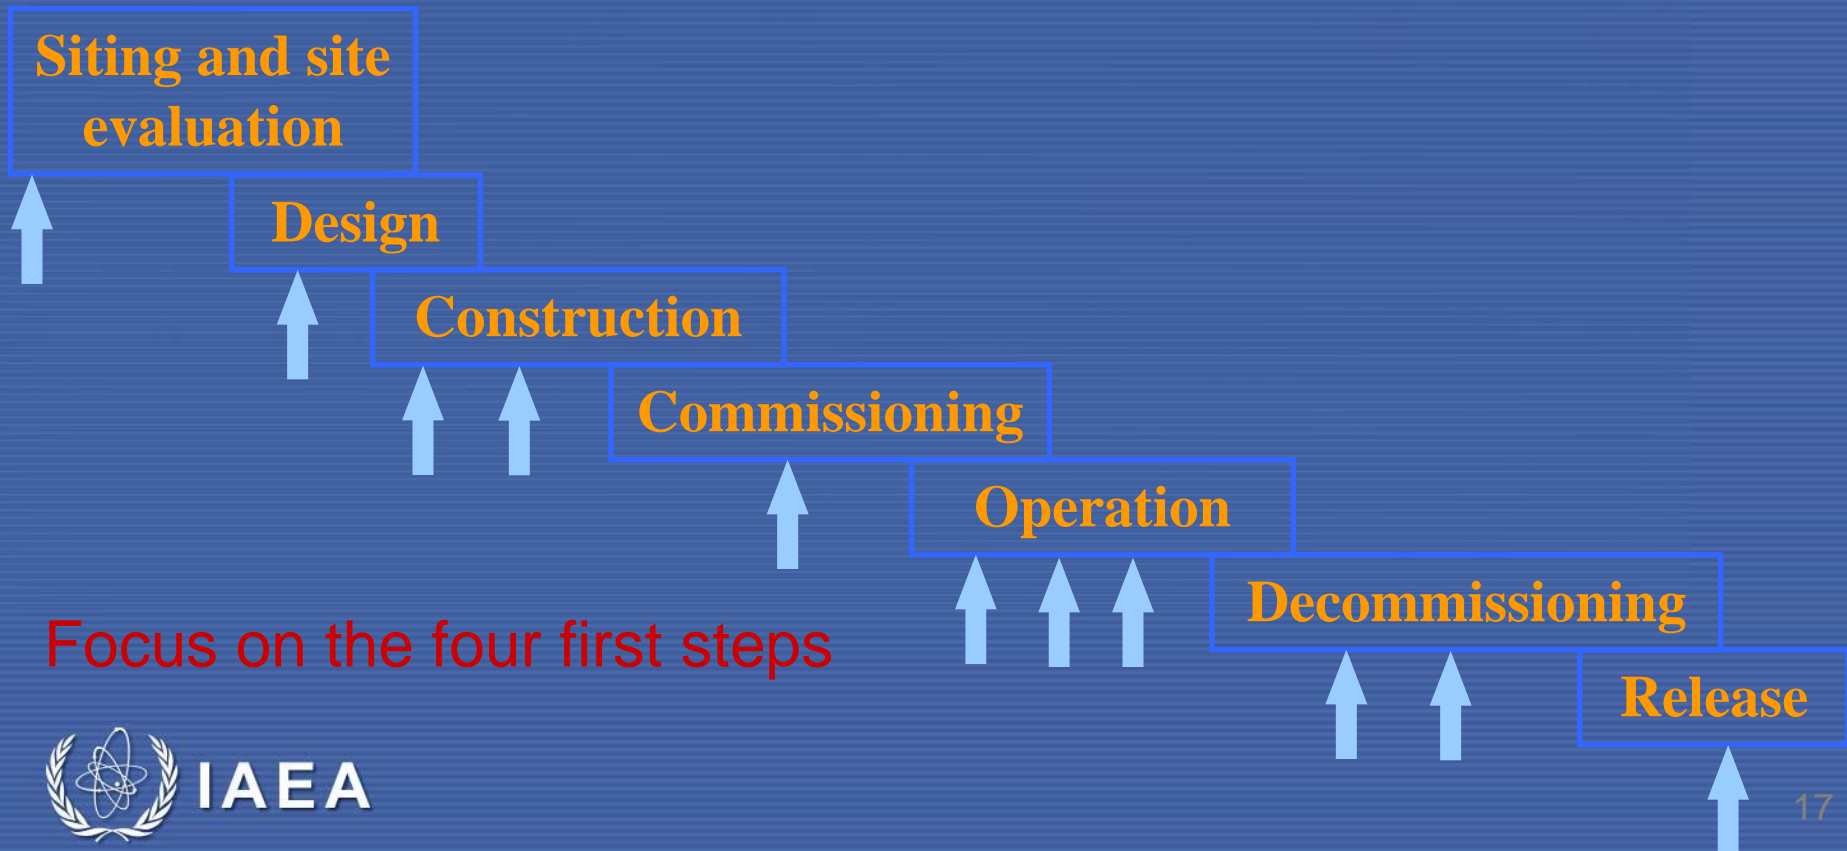 Siting and site
evaluation
Design
Construction
Commissioning
Operation
Decommissioning
Focus on the four first steps
Release
IAEA
17